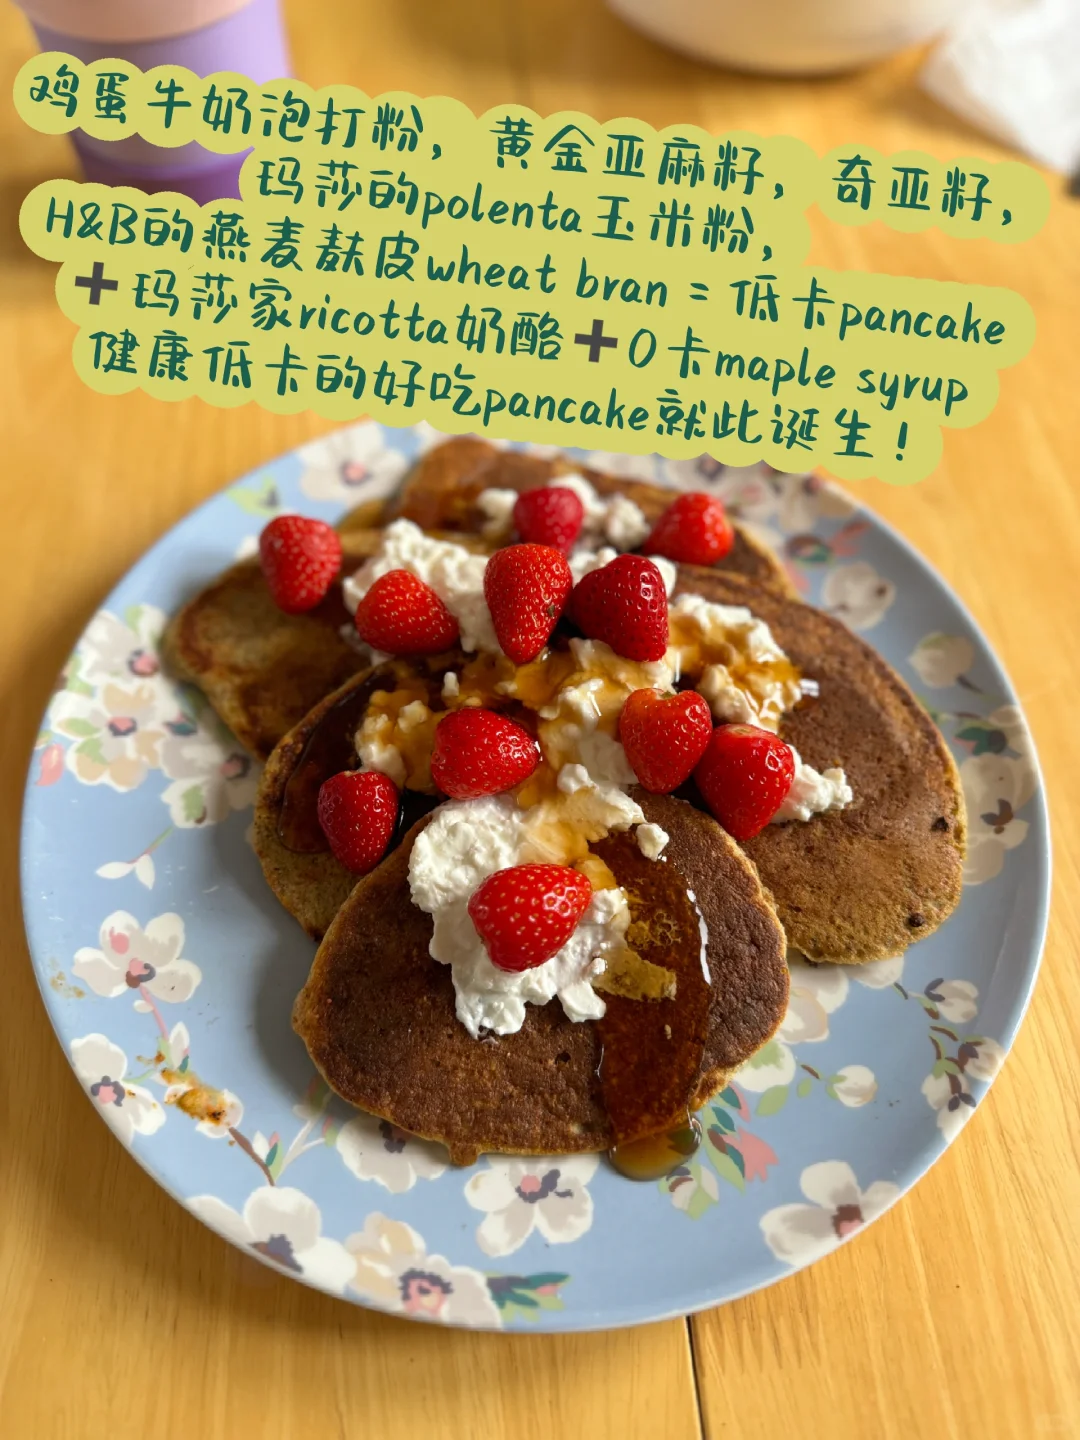 鸡蛋牛奶泡打粉，黄金亚麻籽，奇亚籽，
玛莎的polenta玉米粉，
H&B的燕麦麸皮wheat bran = 低卡pancake
➕玛莎家ricotta奶酪➕0卡maple syrup
健康低卡的好吃pancake就此诞生！